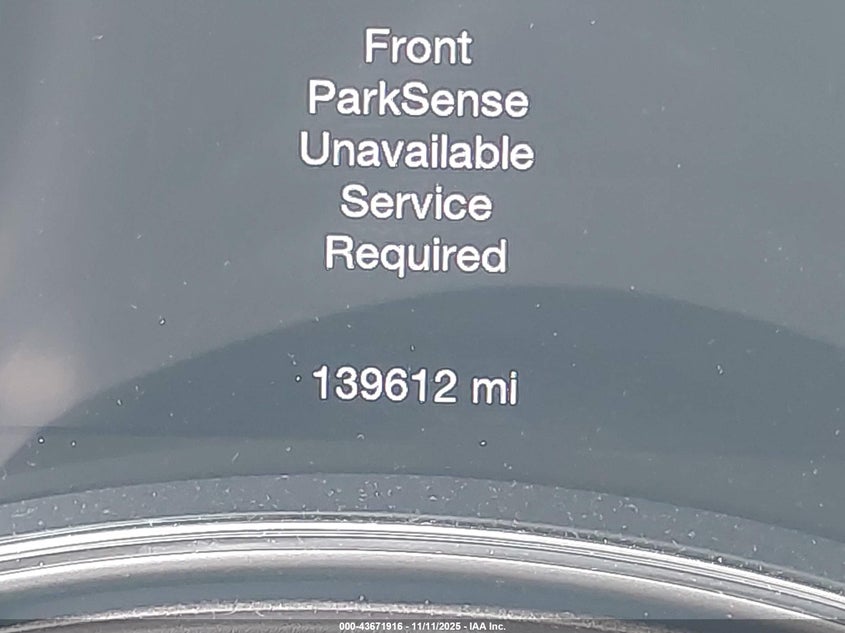 Front
ParkSense
Unavailable
Service
Required
139612 mi
000-43671916 - 11/11/2025 - IAA Inc.